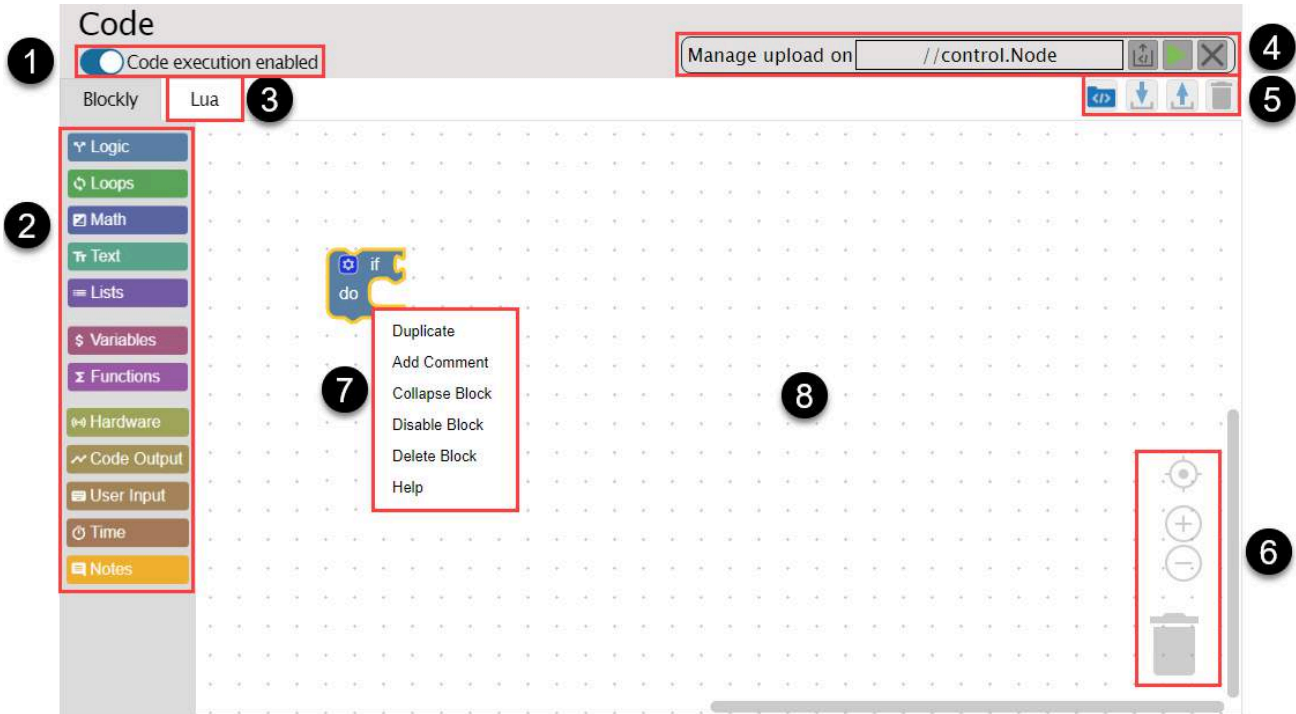 Code
1
Code execution enabled
Manage upload on //control.Node
4
Blockly
Lua
3
5
Logic
Loops
2
Math
Text
Lists
Variables
Functions
Hardware
Code Output
User Input
Time
Notes
if
do
7
Duplicate
Add Comment
Collapse Block
Disable Block
Delete Block
Help
8
6